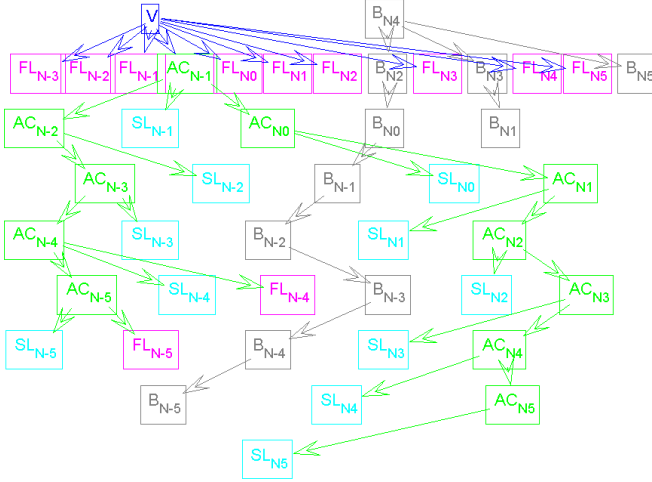 V B_N4
FL_N-3 FL_N-2 FL_N-1 AC_N-1 FL_N0 FL_N1 FL_N2 B_N2 FL_N3 B_N3 FL_N4 FL_N5 B_N5
AC_N-2 SL_N-1 AC_N0 B_N0 B_N1
AC_N-3 SL_N-2 B_N-1 SL_N0 AC_N1
AC_N-4 SL_N-3 B_N-2 SL_N1 AC_N2
AC_N-5 SL_N-4 FL_N-4 B_N-3 SL_N2 AC_N3
SL_N-5 FL_N-5 B_N-4 SL_N3 AC_N4
B_N-5 SL_N4 AC_N5
SL_N5